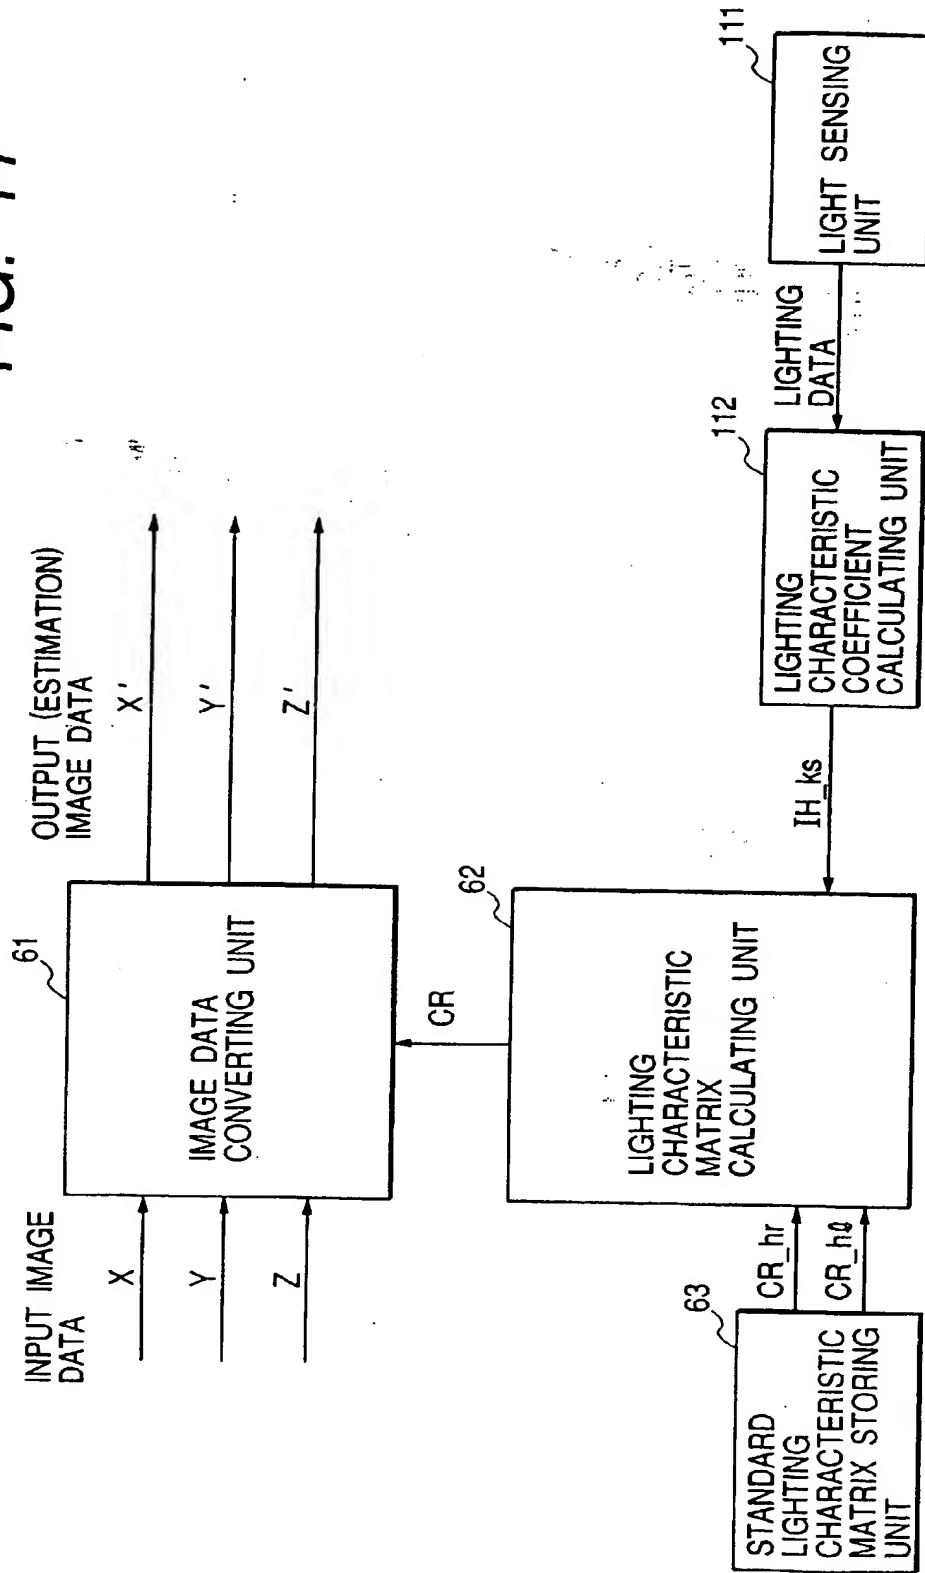 INPUT IMAGE
DATA
X
Y
Z
61
IMAGE DATA
CONVERTING UNIT
OUTPUT (ESTIMATION)
IMAGE DATA
X'
Y'
Z'
CR
63
STANDARD
LIGHTING
CHARACTERISTIC
MATRIX STORING
UNIT
CR_hr
CR_hl
62
LIGHTING
CHARACTERISTIC
MATRIX
CALCULATING UNIT
IH_ks
112
LIGHTING
CHARACTERISTIC
COEFFICIENT
CALCULATING UNIT
LIGHTING
DATA
111
LIGHT SENSING
UNIT